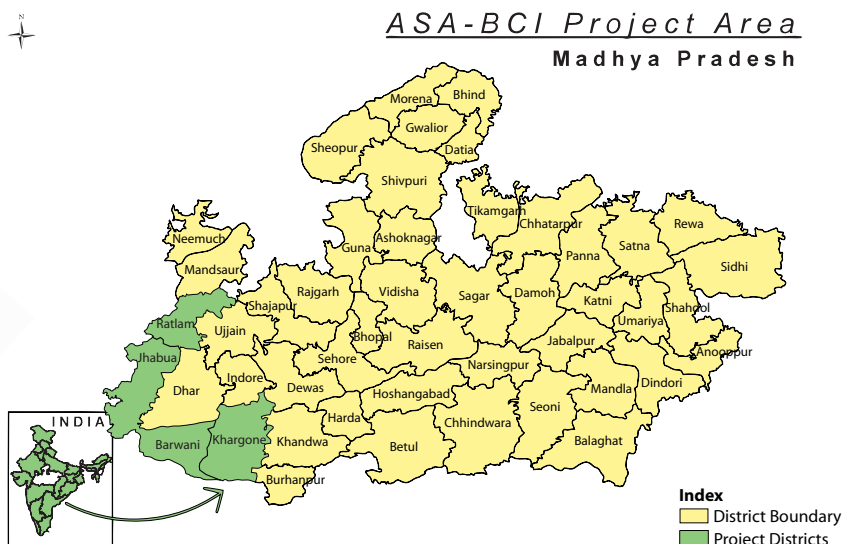 N
ASA-BCI Project Area
Madhya Pradesh
Morena
Bhind
Gwalior
Sheopur
Datia
Shivpuri
Tikamgarh
Chhatarpur
Rewa
Neemuch
Guna
Ashoknagar
Panna
Satna
Sidhi
Mandsaur
Rajgarh
Vidisha
Sagar
Damoh
Katni
Shahdol
Shajapur
Ratlam
Ujjain
Bhopal
Raisen
Jabalpur
Umariya
Anooppur
Jhabua
Sehore
Narsingpur
Dhar
Indore
Dewas
Hoshangabad
Mandla
Dindori
Seoni
Harda
Chhindwara
INDIA
Barwani
Khargone
Khandwa
Betul
Balaghat
Burhanpur
Index
District Boundary
Project Districts